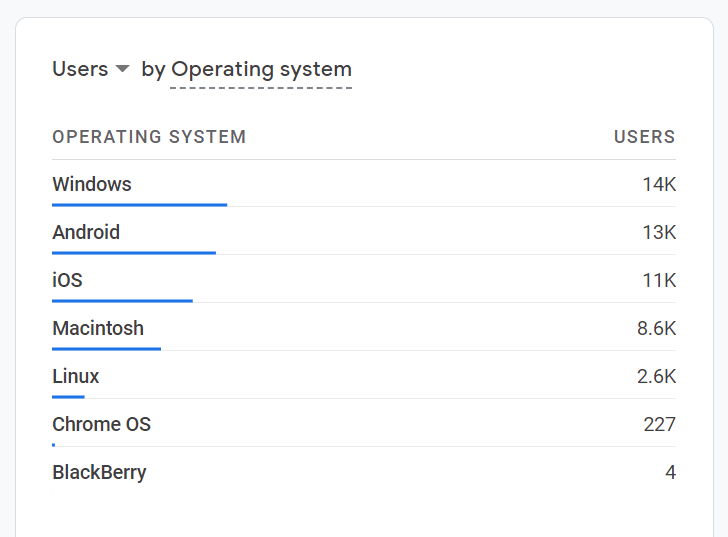 Users by Operating system
OPERATING SYSTEM USERS
Windows 14K
Android 13K
iOS 11K
Macintosh 8.6K
Linux 2.6K
Chrome OS 227
BlackBerry 4